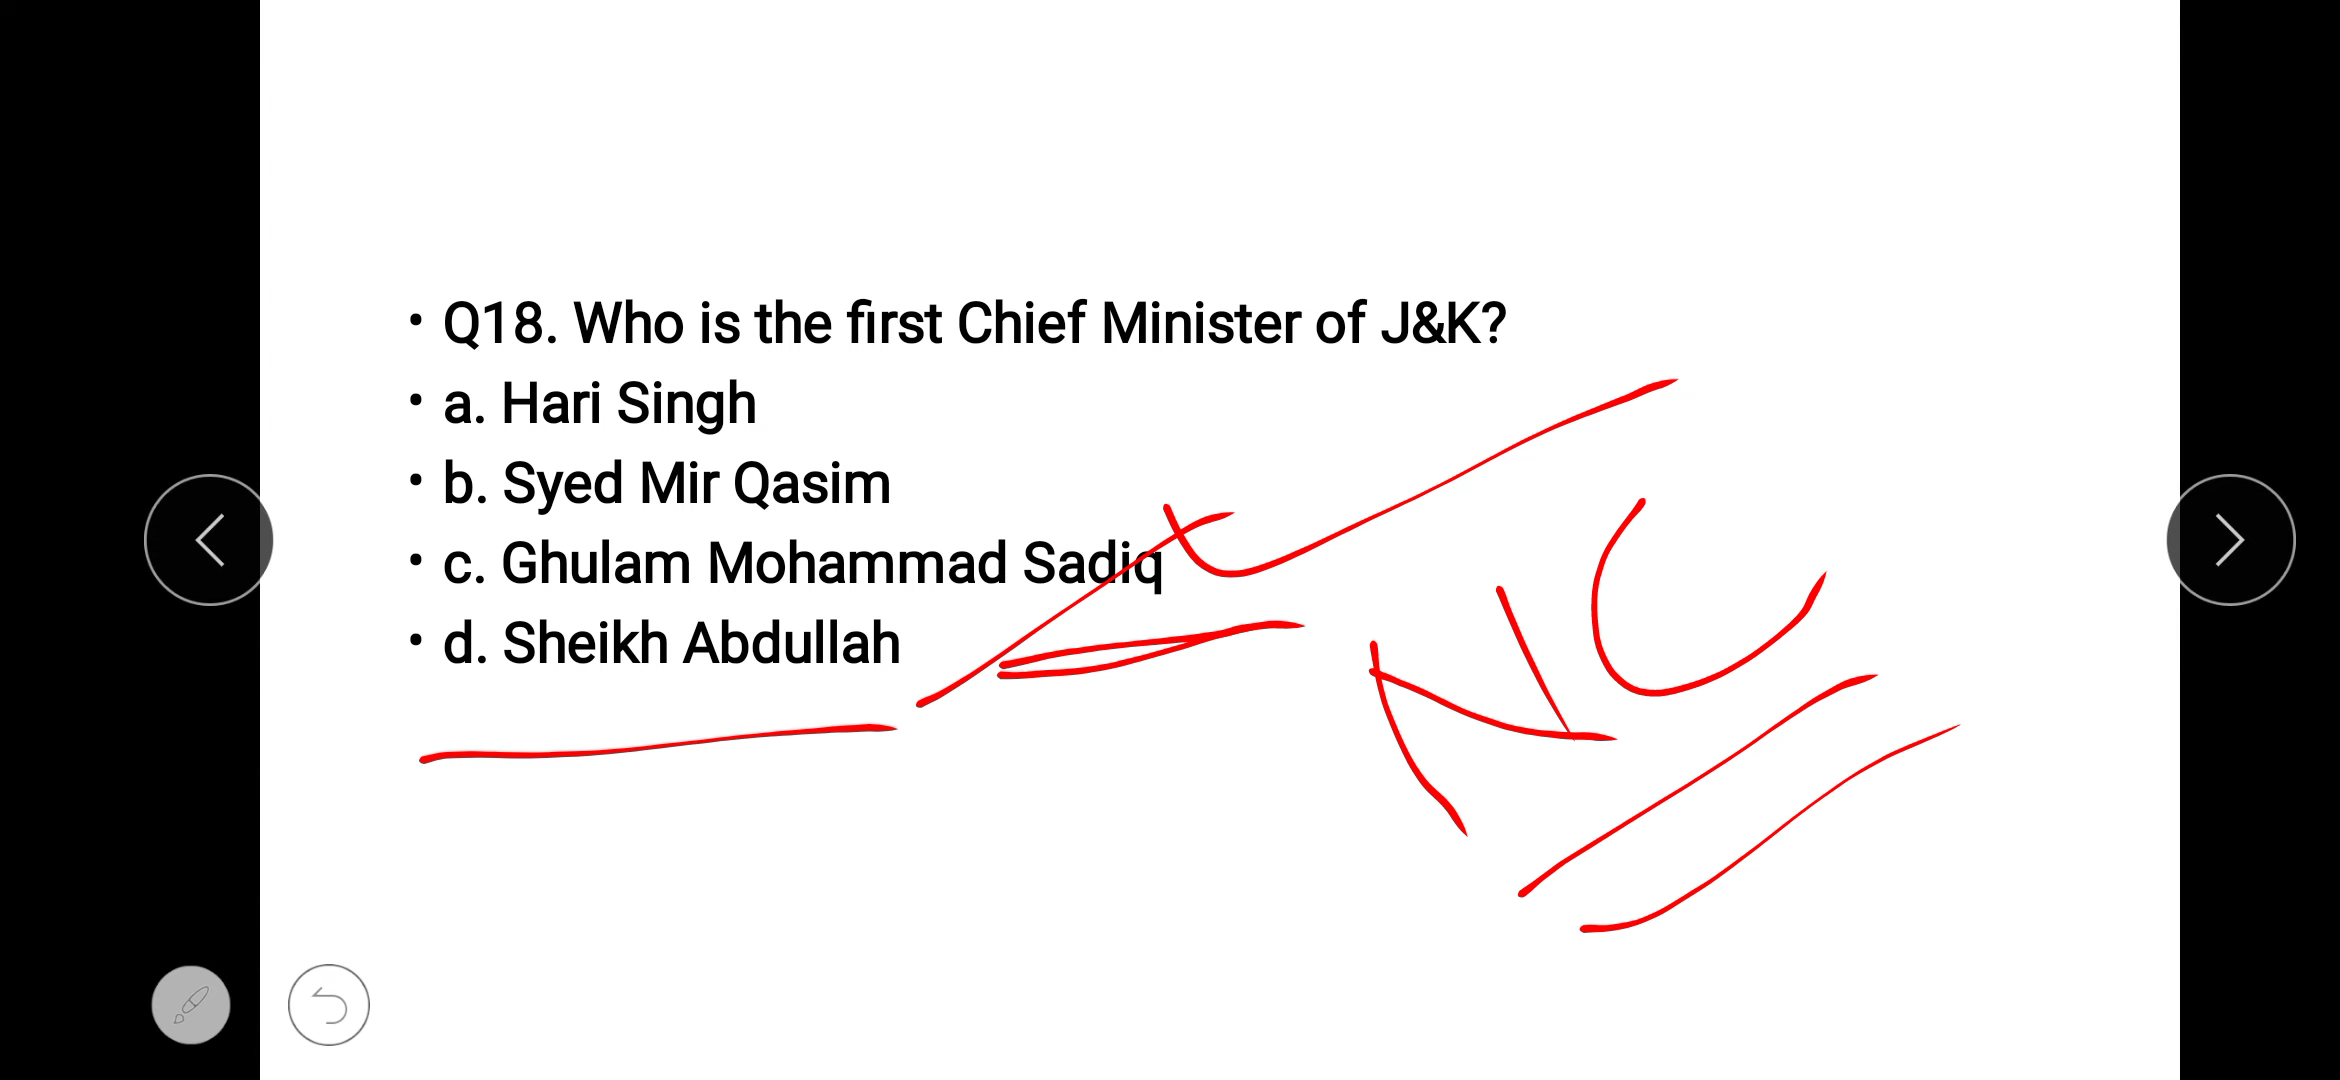 • Q18. Who is the first Chief Minister of J&K?
• a. Hari Singh
• b. Syed Mir Qasim
• c. Ghulam Mohammad Sadiq
• d. Sheikh Abdullah
NC